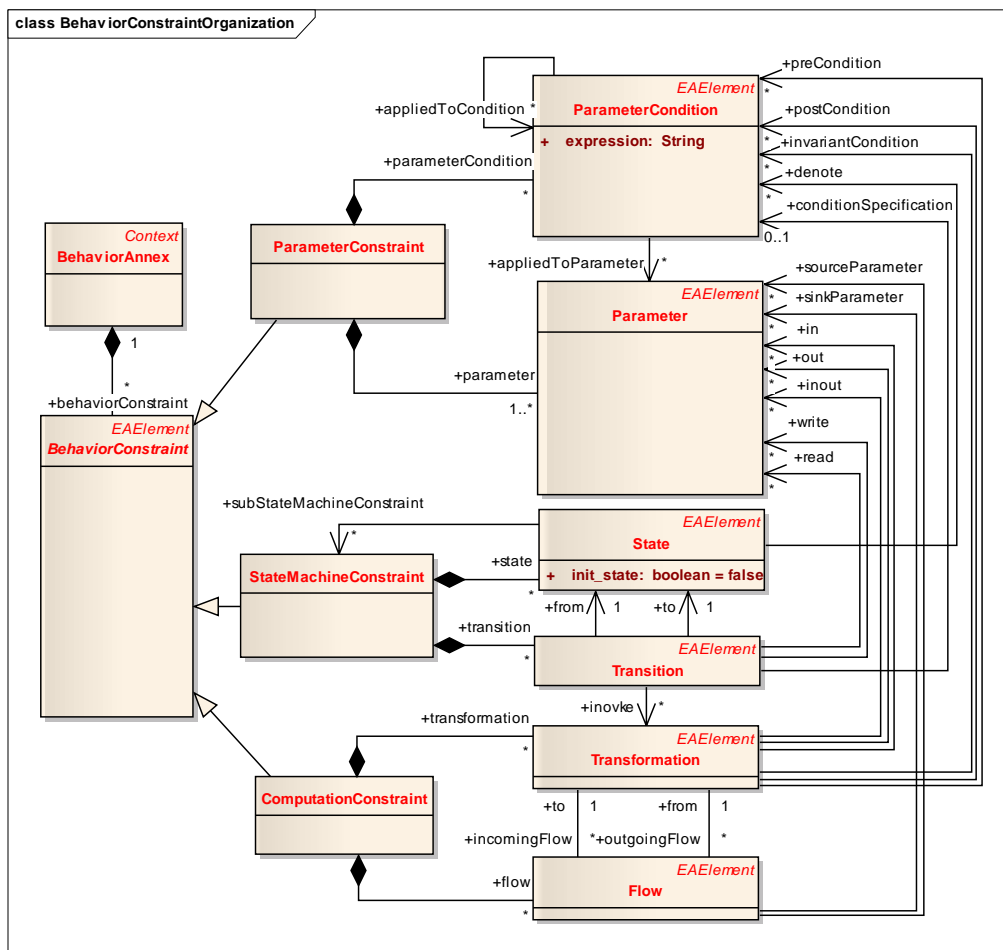 class BehaviorConstraintOrganization
+preCondition
*
EAElement
ParameterCondition
+ expression: String
+appliedToCondition
*
+postCondition
*
+invariantCondition
*
+denote
*
+conditionSpecification
0..1
+parameterCondition
*
Context
BehaviorAnnex
ParameterConstraint
+appliedToParameter
*
+sourceParameter
*
EAElement
Parameter
+sinkParameter
*
+in
*
+out
*
+inout
*
+write
*
+read
*
1
*
+behaviorConstraint
+parameter
1..*
EAElement
BehaviorConstraint
+subStateMachineConstraint
*
EAElement
State
+ init_state: boolean = false
StateMachineConstraint
+state
*
+from
1
+to
1
+transition
*
EAElement
Transition
+inovke
*
+transformation
*
EAElement
Transformation
ComputationConstraint
+to
1
+from
1
+incomingFlow
*
+outgoingFlow
*
+flow
*
EAElement
Flow